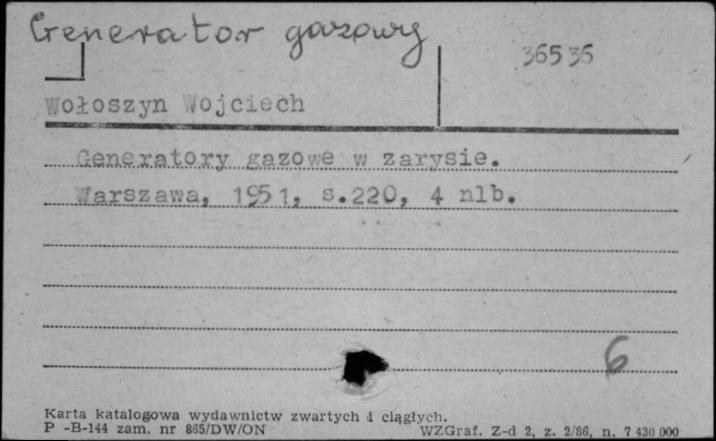 Generator gazowy
36536
Wołoszyn Wojciech
Generatory gazowe w zarysie.
Warszawa, 1951, s.220, 4 nlb.
6
Karta katalogowa wydawnictw zwartych i ciągłych.
P -B-144 zam. nr 865/DW/ON
WZGraf. Z-d 2, z. 2/86, n. 7 430 000